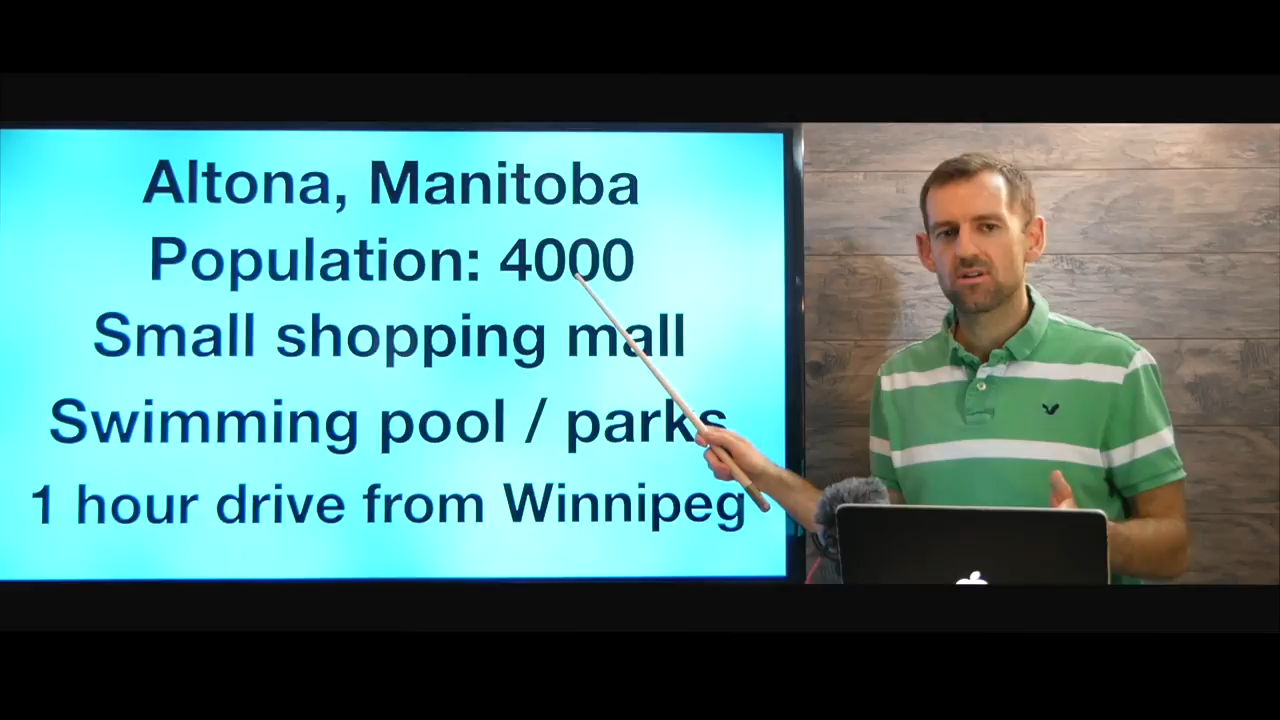 Altona, Manitoba
Population: 4000
Small shopping mall
Swimming pool / parks
1 hour drive from Winnipeg